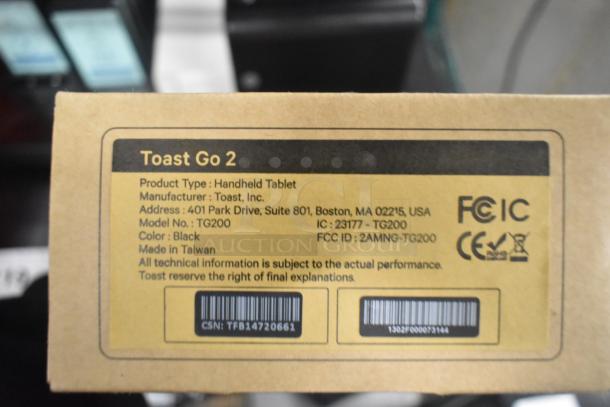 Toast Go 2
Product Type : Handheld Tablet
Manufacturer : Toast, Inc.
Address : 401 Park Drive, Suite 801, Boston, MA 02215, USA
Model No. : TG200 IC : 23177 - TG200
Color : Black FCC ID : 2AMNG-TG200
Made in Taiwan
All technical information is subject to the actual performance.
Toast reserve the right of final explanations.
FC IC
CE
CSN: TFB14720661
1302F000073144
AUCTION GROUP